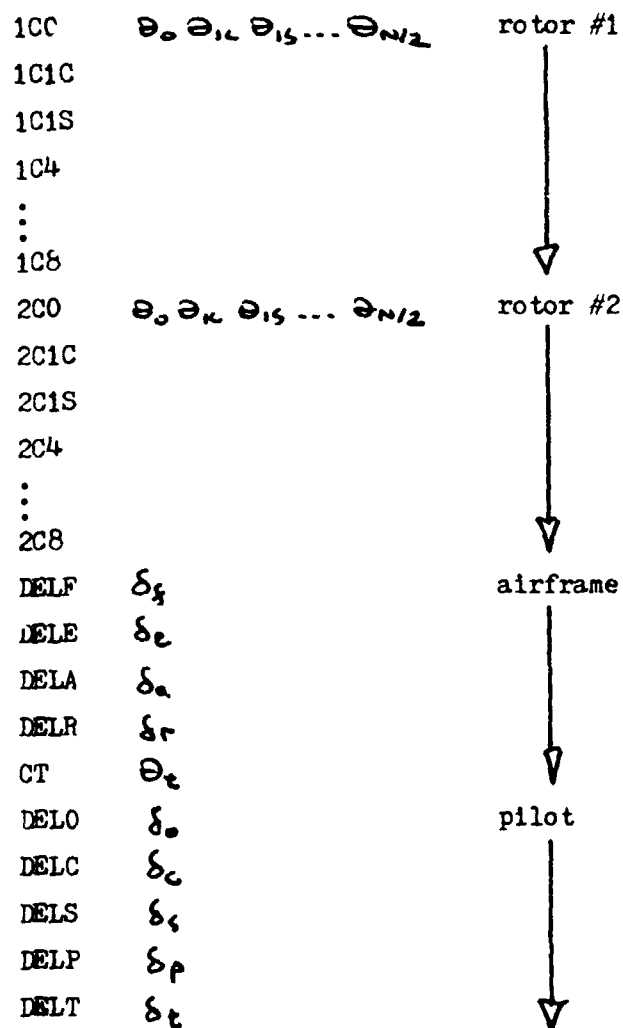 1C0 θ₀ θ₁c θ₁s ... θN/2 rotor #1
1C1C
1C1S
1C4
⋮
1C8
2C0 θ₀ θ₁c θ₁s ... θN/2 rotor #2
2C1C
2C1S
2C4
⋮
2C8
DELF δf airframe
DELE δe
DELA δa
DELR δr
CT θt
DELO δo pilot
DELC δc
DELS δs
DELP δp
DELT δt